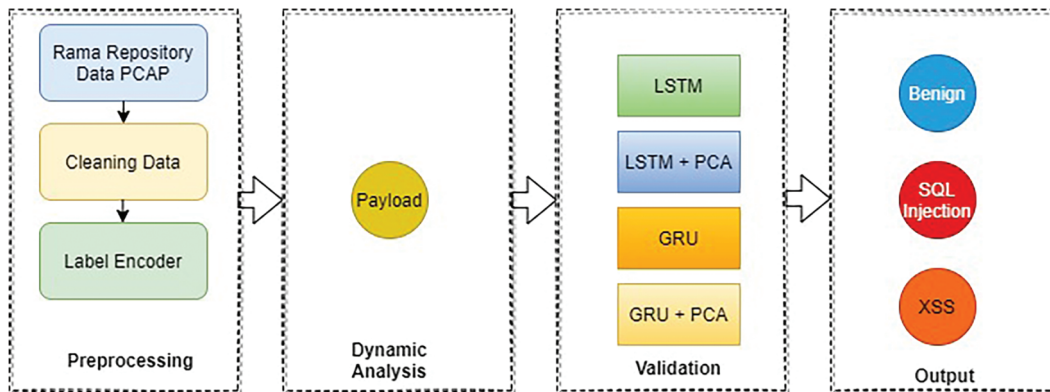 Rama Repository
Data PCAP
Cleaning Data
Label Encoder
Preprocessing
Payload
Dynamic
Analysis
LSTM
LSTM + PCA
GRU
GRU + PCA
Validation
Benign
SQL
Injection
XSS
Output